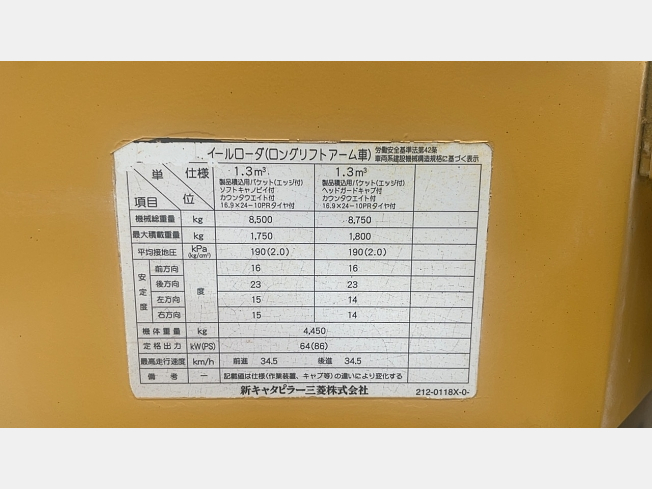 イールローダ(ロングリフトアーム車) 労働安全基準法第42条
車両系建設機械構造規格に基づく表示
項目 単位 仕様 1.3m³ 1.3m³
製品積込用バケット(エッジ付) 製品積込用バケット(エッジ付)
ソフトキャノピイ付 ヘッドガードキャブ付
カウンタウエイト付 カウンタウエイト付
16.9×24-10PRタイヤ付 16.9×24-10PRタイヤ付
機械総重量 kg 8,500 8,750
最大積載重量 kg 1,750 1,800
平均接地圧 kPa (kg/cm²) 190(2.0) 190(2.0)
安定度 度
前方向 16 16
後方向 23 23
左方向 15 14
右方向 15 14
機体重量 kg 4,450
定格出力 kW(PS) 64(86)
最高走行速度 km/h 前進 34.5 後進 34.5
備考 ー 記載値は仕様(作業装置、キャブ等)の違いにより変化する
新キャタピラー三菱株式会社 212-0118X-0-